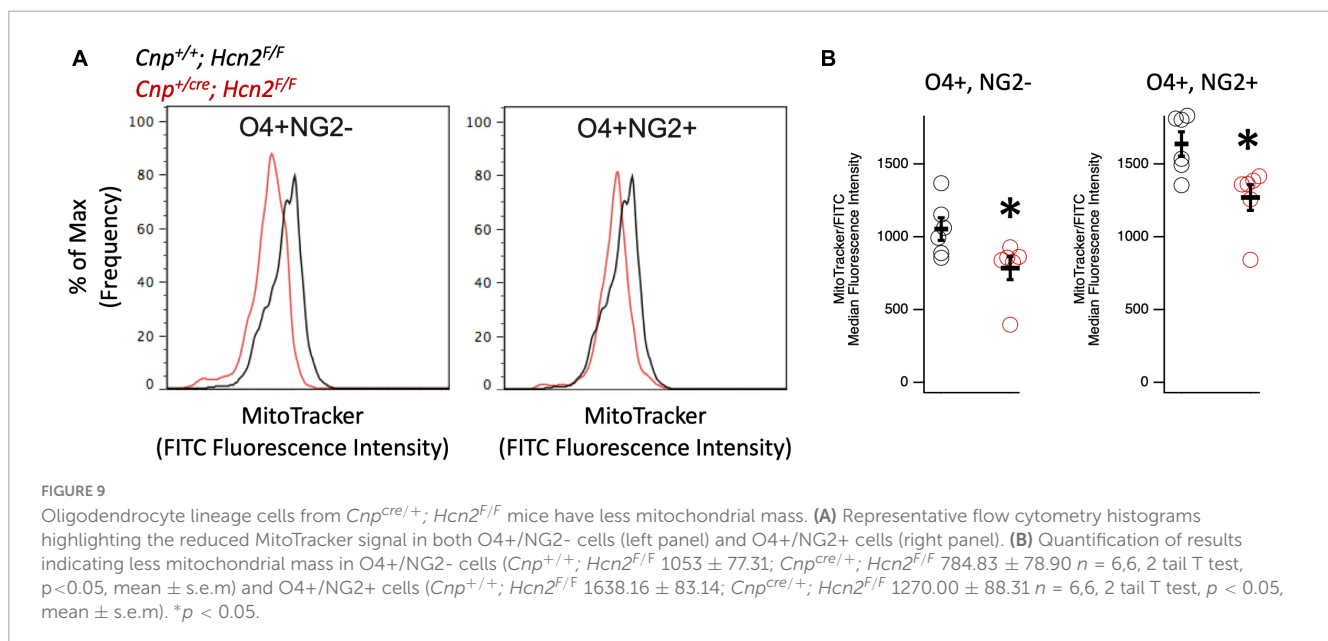 A
Cnp+/+; Hcn2F/F
Cnp+/cre; Hcn2F/F
O4+NG2-
O4+NG2+
% of Max
(Frequency)
100
80
60
40
20
0
100
80
60
40
20
0
MitoTracker
(FITC Fluorescence Intensity)
MitoTracker
(FITC Fluorescence Intensity)
B
O4+, NG2-
O4+, NG2+
MitoTracker/FITC
Median Fluorescence Intensity
1500
1000
500
0
*
MitoTracker/FITC
Median Fluorescence Intensity
1500
1000
500
0
*
FIGURE 9
Oligodendrocyte lineage cells from Cnpcre/+; Hcn2F/F mice have less mitochondrial mass. (A) Representative flow cytometry histograms
highlighting the reduced MitoTracker signal in both O4+/NG2- cells (left panel) and O4+/NG2+ cells (right panel). (B) Quantification of results
indicating less mitochondrial mass in O4+/NG2- cells (Cnp+/+; Hcn2F/F 1053 ± 77.31; Cnpcre/+; Hcn2F/F 784.83 ± 78.90 n = 6,6, 2 tail T test,
p<0.05, mean ± s.e.m) and O4+/NG2+ cells (Cnp+/+; Hcn2F/F 1638.16 ± 83.14; Cnpcre/+; Hcn2F/F 1270.00 ± 88.31 n = 6,6, 2 tail T test, p < 0.05,
mean ± s.e.m). *p < 0.05.